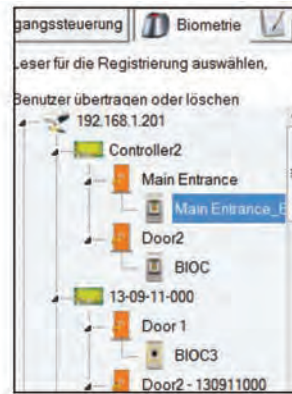 gangssteuerung Biometrie
Leser für die Registrierung auswählen,
Benutzer übertragen oder löschen
192.168.1.201
Controller2
Main Entrance
Main Entrance_B
Door2
BIOC
13-09-11-000
Door 1
BIOC3
Door2 - 130911000